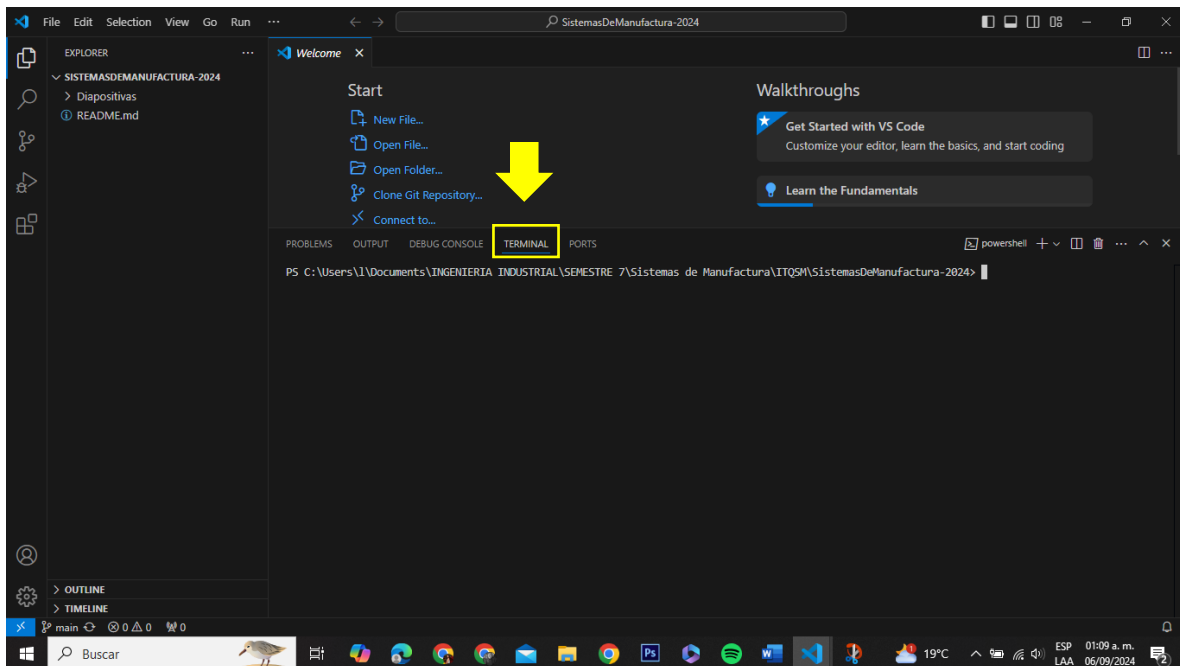 File Edit Selection View Go Run ··· SistemasDeManufactura-2024
EXPLORER ···
SISTEMASDEMANUFACTURA-2024
Diapositivas
README.md
Welcome
Start
New File...
Open File...
Open Folder...
Clone Git Repository...
Connect to...
Walkthroughs
Get Started with VS Code
Customize your editor, learn the basics, and start coding
Learn the Fundamentals
PROBLEMS OUTPUT DEBUG CONSOLE TERMINAL PORTS powershell
PS C:\Users\l\Documents\INGENIERIA INDUSTRIAL\SEMESTRE 7\Sistemas de Manufactura\ITQSM\SistemasDeManufactura-2024>
OUTLINE
TIMELINE
main 0 0 0
Buscar Ps W 19°C ESP 01:09 a. m.
LAA 06/09/2024 2